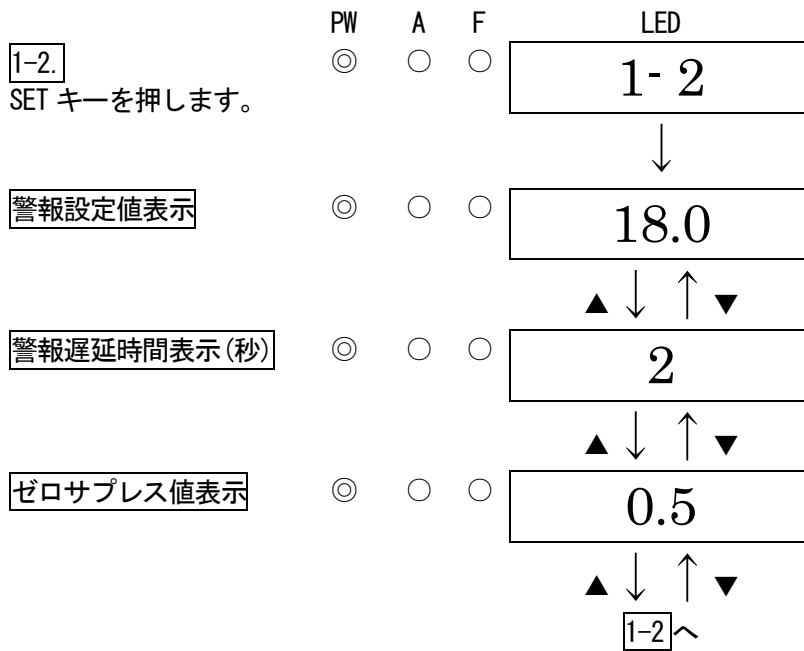 PW A F LED
1-2. ◎ ○ ○ 1- 2
SET キーを押します。
↓
警報設定値表示 ◎ ○ ○ 18.0
▲ ↓ ↑ ▼
警報遅延時間表示(秒) ◎ ○ ○ 2
▲ ↓ ↑ ▼
ゼロサプレス値表示 ◎ ○ ○ 0.5
▲ ↓ ↑ ▼
1-2 へ